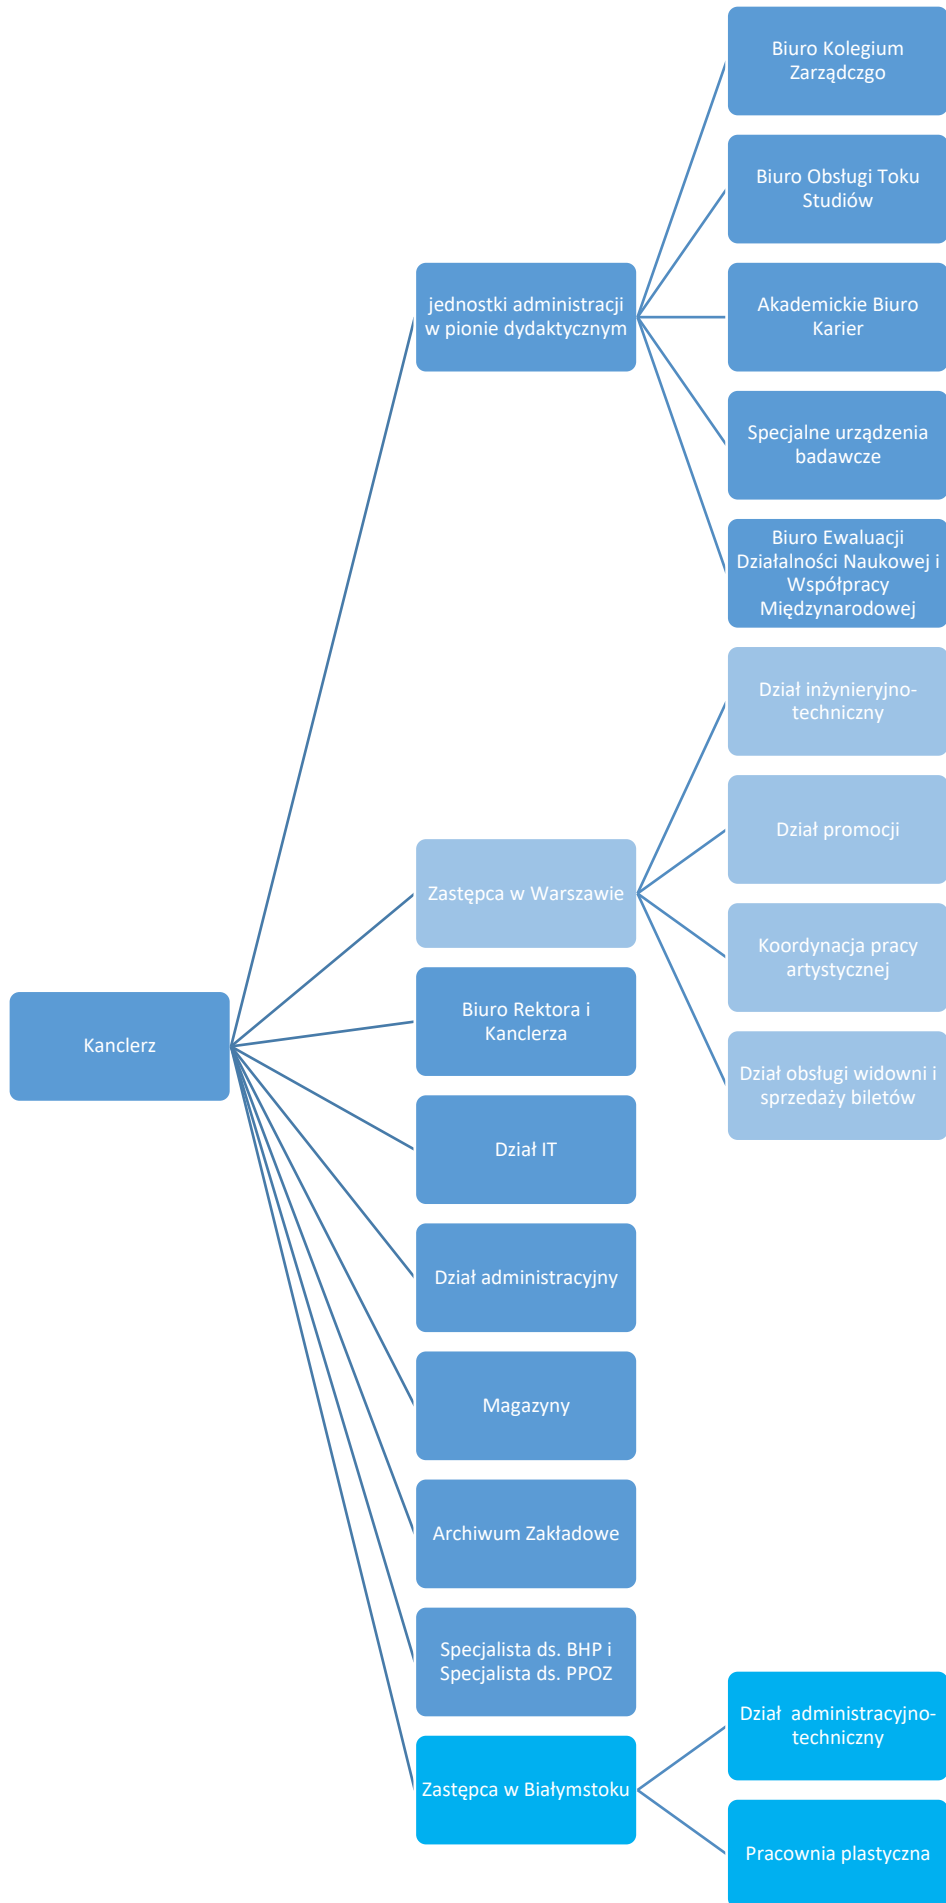 Biuro Kolegium
Zarządczgo
Biuro Obsługi Toku
Studiów
jednostki administracji
w pionie dydaktycznym
Akademickie Biuro
Karier
Specjalne urządzenia
badawcze
Biuro Ewaluacji
Działalności Naukowej i
Współpracy
Międzynarodowej
Dział inżynieryjno-
techniczny
Dział promocji
Zastępca w Warszawie
Koordynacja pracy
artystycznej
Biuro Rektora i
Kanclerza
Kanclerz
Dział obsługi widowni i
sprzedaży biletów
Dział IT
Dział administracyjny
Magazyny
Archiwum Zakładowe
Specjalista ds. BHP i
Specjalista ds. PPOZ
Dział  administracyjno-
techniczny
Zastępca w Białymstoku
Pracownia plastyczna